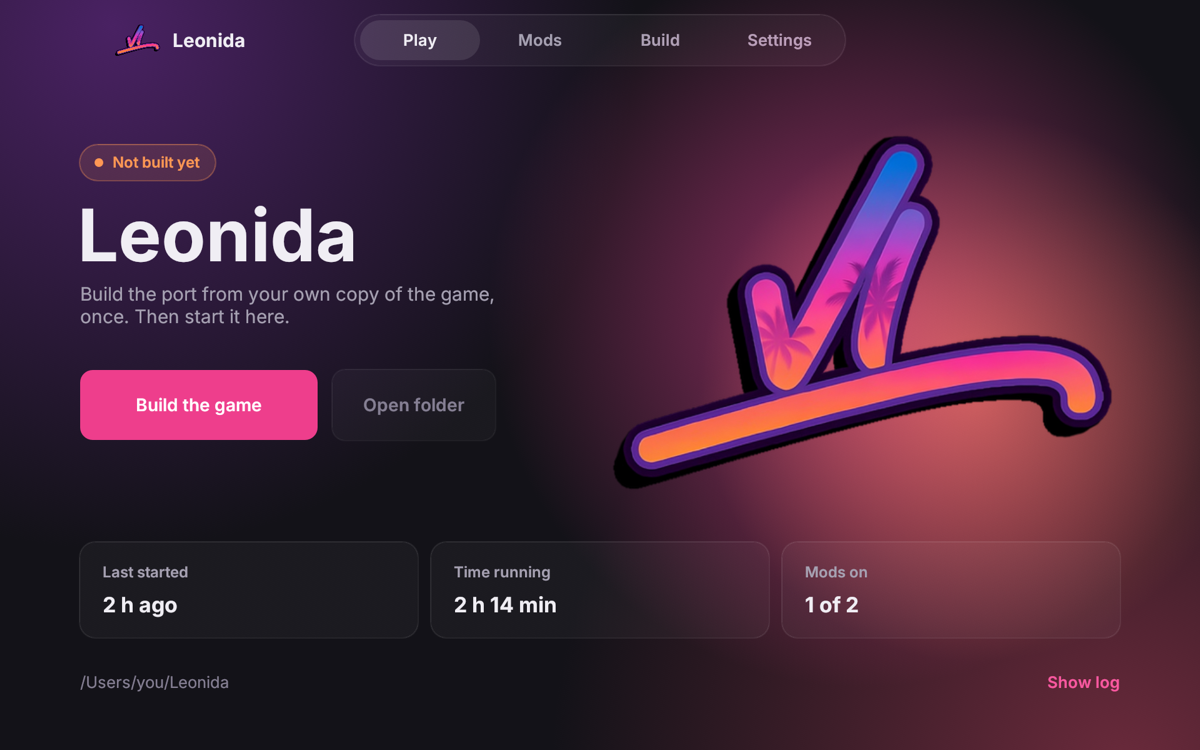 Leonida
Play
Mods
Build
Settings
Not built yet
Leonida
Build the port from your own copy of the game,
once. Then start it here.
Build the game
Open folder
Last started
2 h ago
Time running
2 h 14 min
Mods on
1 of 2
/Users/you/Leonida
Show log